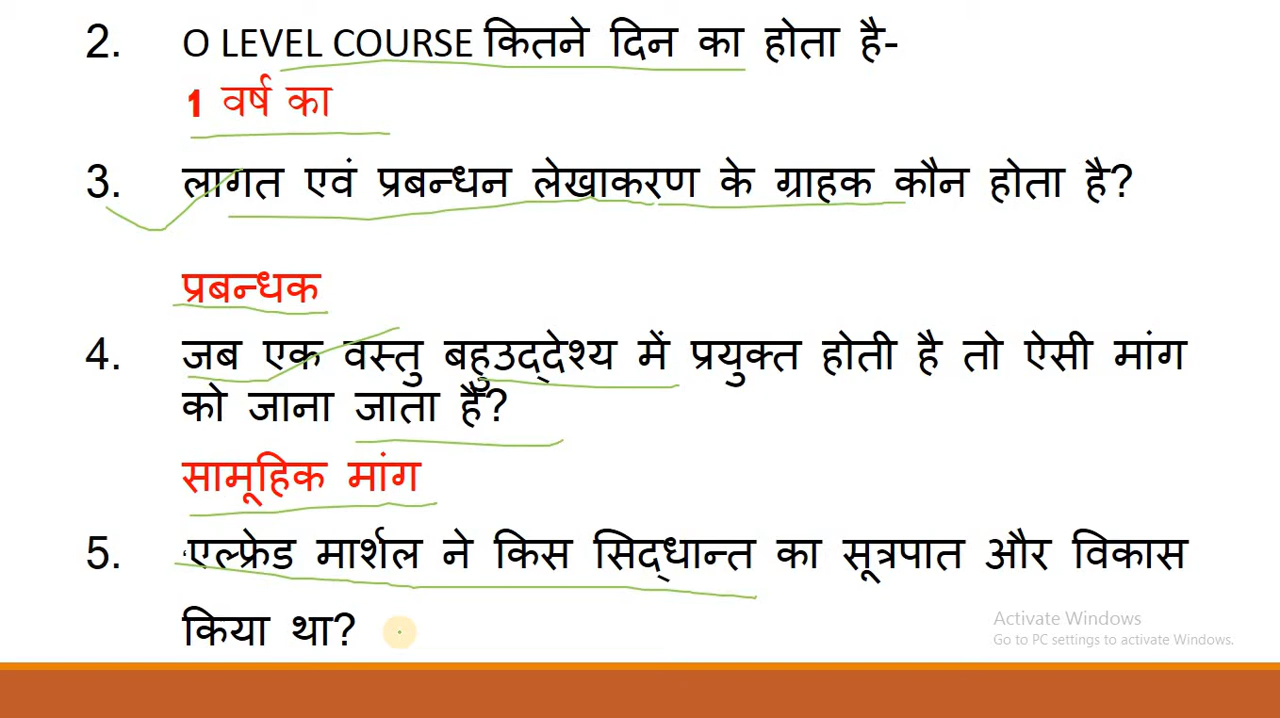 2. O LEVEL COURSE कितने दिन का होता है-
1 वर्ष का
3. लागत एवं प्रबन्धन लेखाकरण के ग्राहक कौन होता है?
प्रबन्धक
4. जब एक वस्तु बहुउद्देश्य में प्रयुक्त होती है तो ऐसी मांग
को जाना जाता है?
सामूहिक मांग
5. 'एल्फ्रेड मार्शल ने किस सिद्धान्त का सूत्रपात और विकास
किया था?
Activate Windows
Go to PC settings to activate Windows.